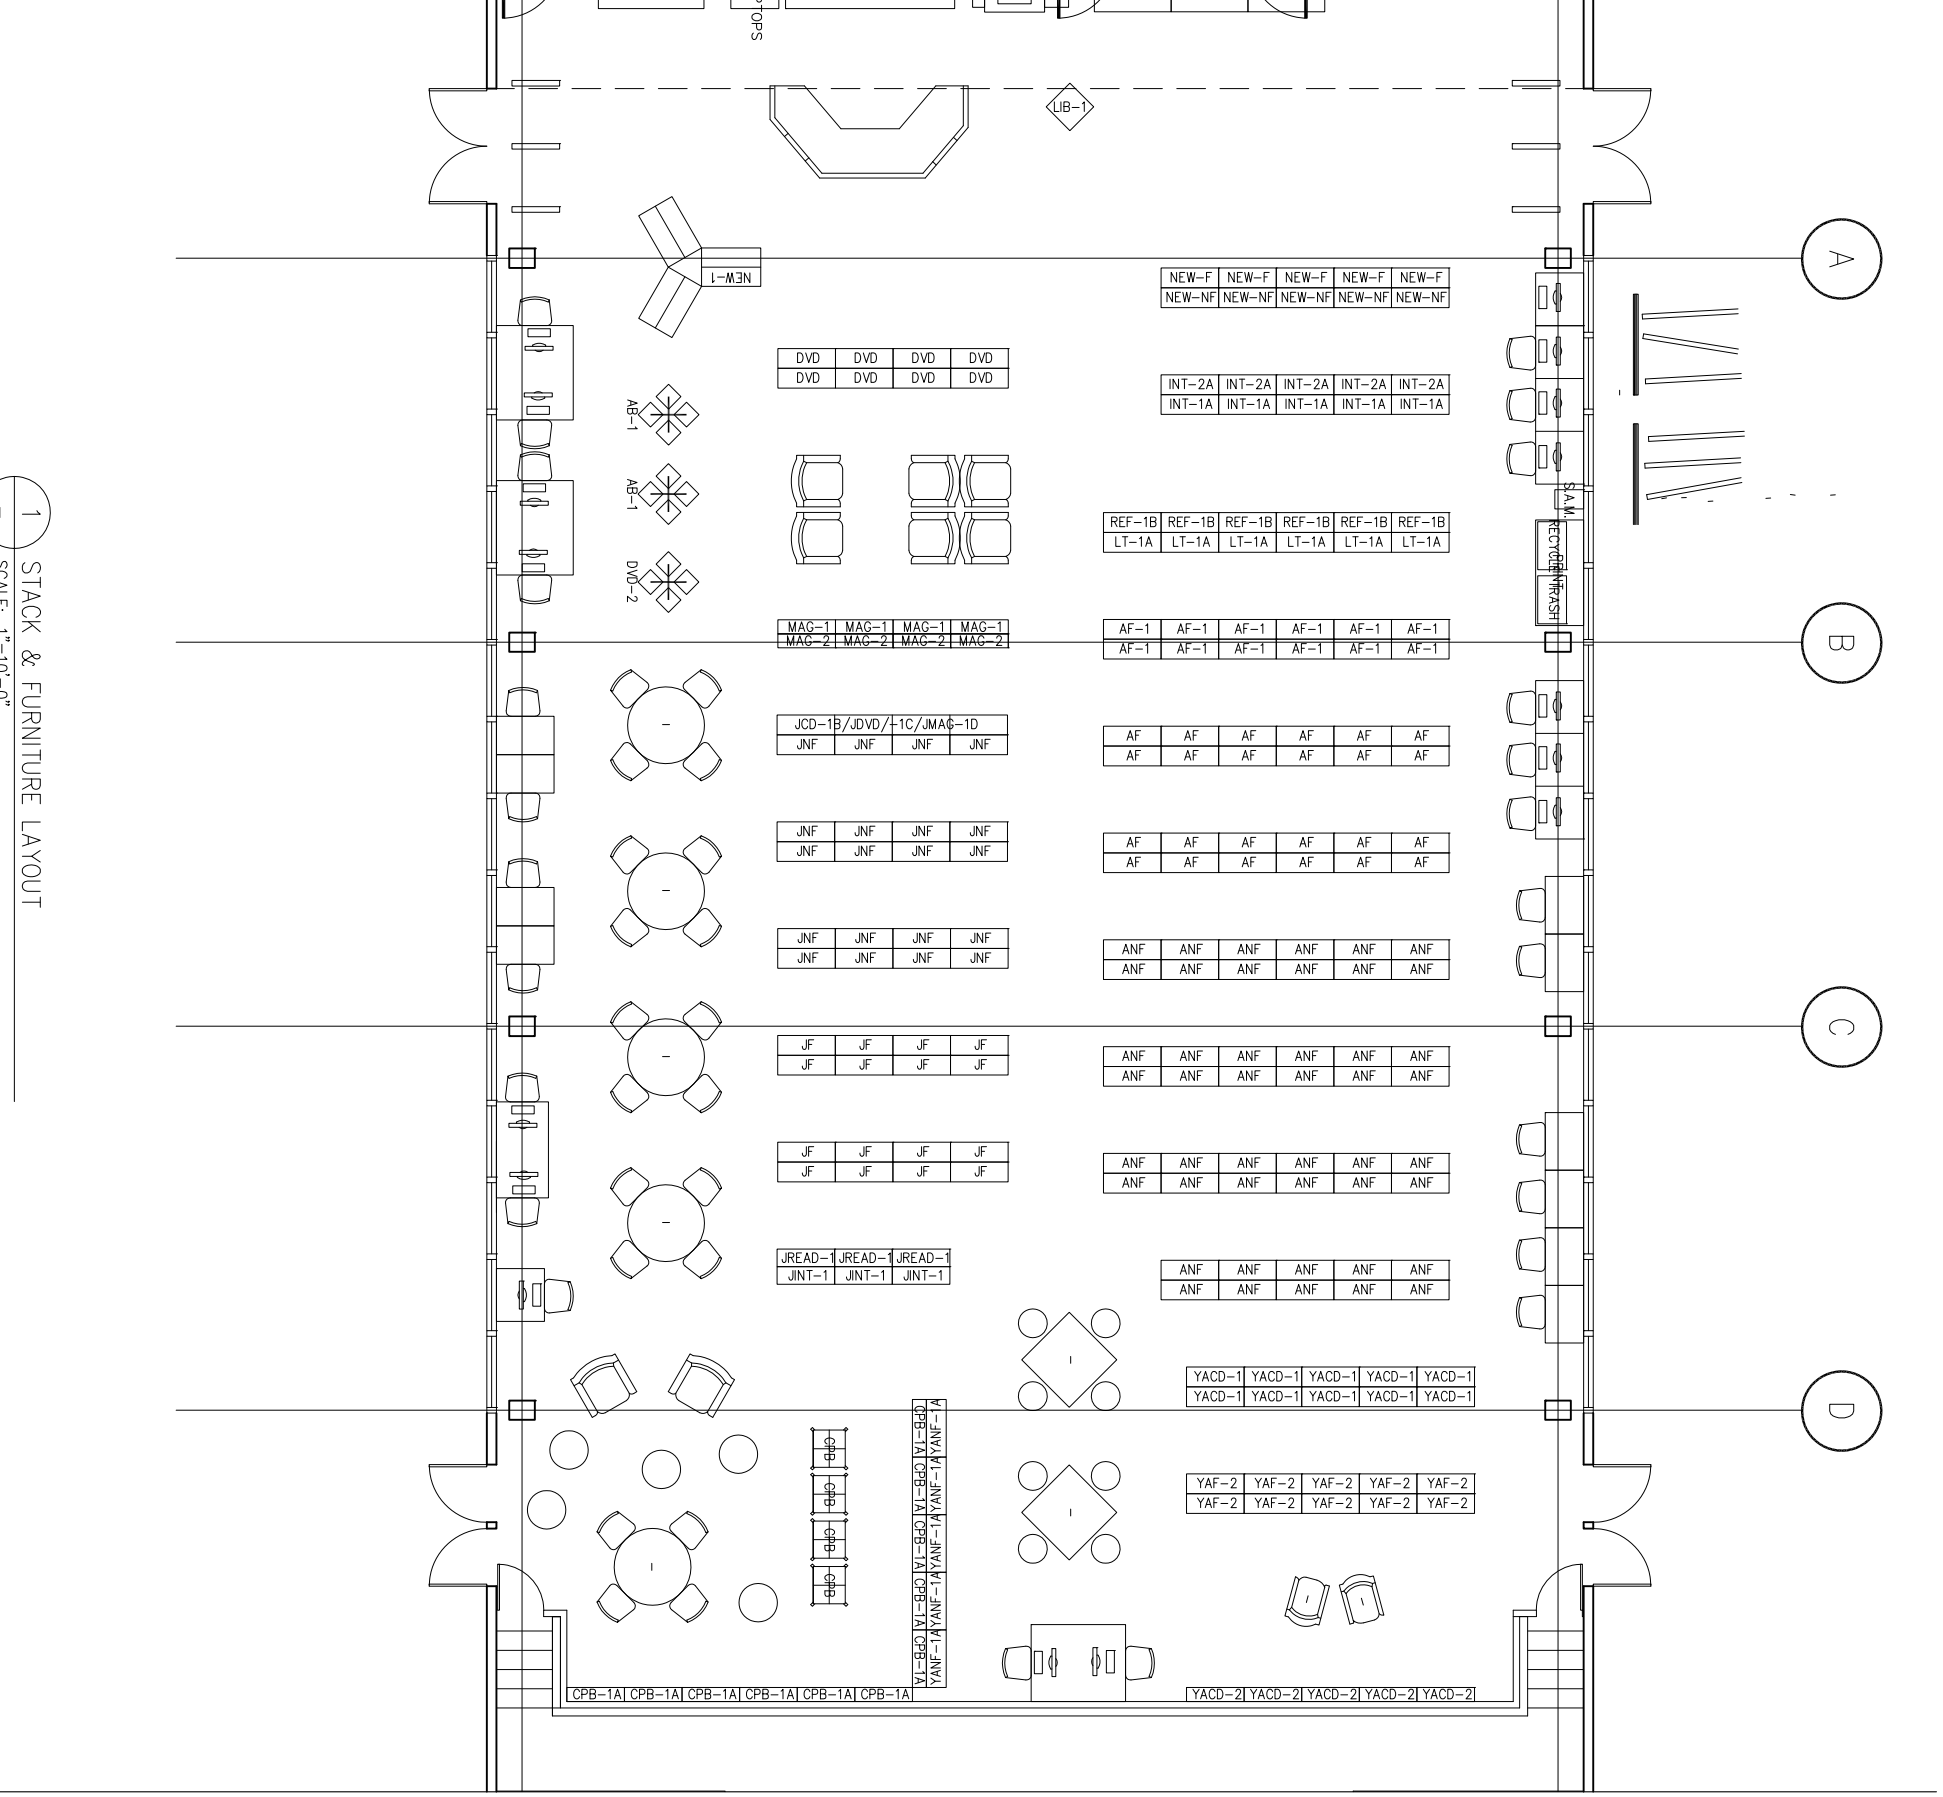 TOPS
LIB-1
A
NEW-1
NEW-F NEW-F NEW-F NEW-F NEW-F
NEW-NF NEW-NF NEW-NF NEW-NF NEW-NF
DVD DVD DVD DVD
DVD DVD DVD DVD
INT-2A INT-2A INT-2A INT-2A INT-2A
INT-1A INT-1A INT-1A INT-1A INT-1A
AB-1
AB-1
DVD-2
S.A.M.
REF-1B REF-1B REF-1B REF-1B REF-1B REF-1B
LT-1A LT-1A LT-1A LT-1A LT-1A LT-1A
RECYCLE
PRINT
TRASH
1
STACK & FURNITURE LAYOUT
SCALE: 1"=10'-0"
MAG-1 MAG-1 MAG-1 MAG-1
MAG-2 MAG-2 MAG-2 MAG-2
AF-1 AF-1 AF-1 AF-1 AF-1 AF-1
AF-1 AF-1 AF-1 AF-1 AF-1 AF-1
B
JCD-1B/JDVD/-1C/JMAG-1D
JNF JNF JNF JNF
AF AF AF AF AF AF
AF AF AF AF AF AF
JNF JNF JNF JNF
JNF JNF JNF JNF
AF AF AF AF AF AF
AF AF AF AF AF AF
JNF JNF JNF JNF
JNF JNF JNF JNF
ANF ANF ANF ANF ANF ANF
ANF ANF ANF ANF ANF ANF
C
JF JF JF JF
JF JF JF JF
ANF ANF ANF ANF ANF ANF
ANF ANF ANF ANF ANF ANF
JF JF JF JF
JF JF JF JF
ANF ANF ANF ANF ANF ANF
ANF ANF ANF ANF ANF ANF
JREAD-1 JREAD-1 JREAD-1
JINT-1 JINT-1 JINT-1
ANF ANF ANF ANF ANF
ANF ANF ANF ANF ANF
YACD-1 YACD-1 YACD-1 YACD-1 YACD-1
YACD-1 YACD-1 YACD-1 YACD-1 YACD-1
D
CPB
CPB
CPB
CPB
CPB-1A CPB-1A CPB-1A CPB-1A CPB-1A
YANF-1A YANF-1A YANF-1A YANF-1A YANF-1A
YAF-2 YAF-2 YAF-2 YAF-2 YAF-2
YAF-2 YAF-2 YAF-2 YAF-2 YAF-2
CPB-1A CPB-1A CPB-1A CPB-1A CPB-1A CPB-1A
YACD-2 YACD-2 YACD-2 YACD-2 YACD-2